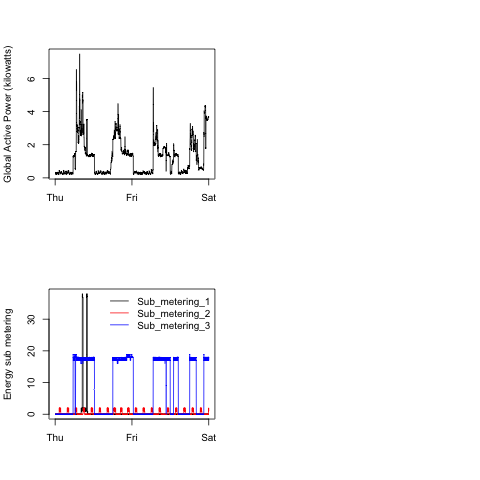 Global Active Power (kilowatts)
6
4
2
0
Thu Fri Sat
Energy sub metering
30
20
10
0
Sub_metering_1
Sub_metering_2
Sub_metering_3
Thu Fri Sat